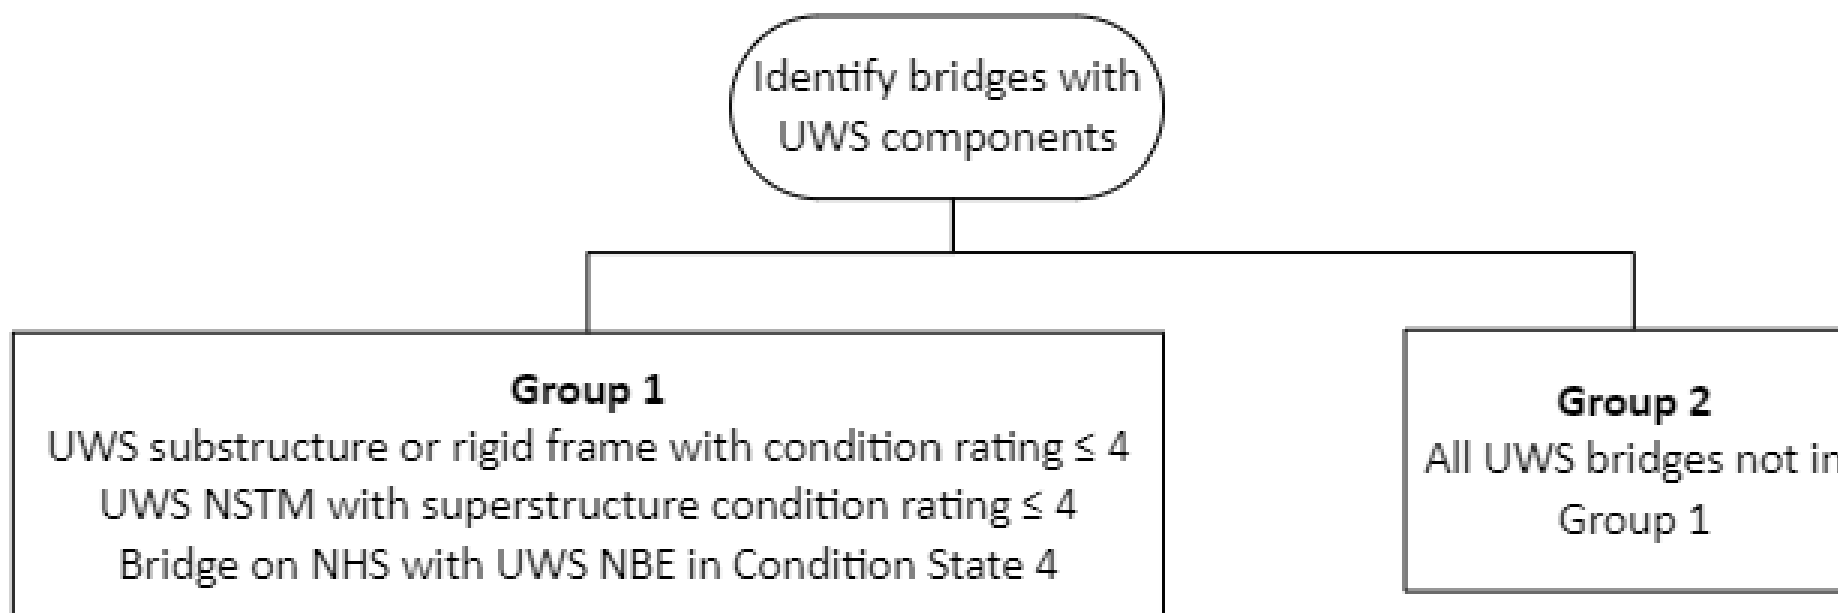 Identify bridges with
UWS components
Group 1
UWS substructure or rigid frame with condition rating ≤ 4
UWS NSTM with superstructure condition rating ≤ 4
Bridge on NHS with UWS NBE in Condition State 4
Group 2
All UWS bridges not in
Group 1